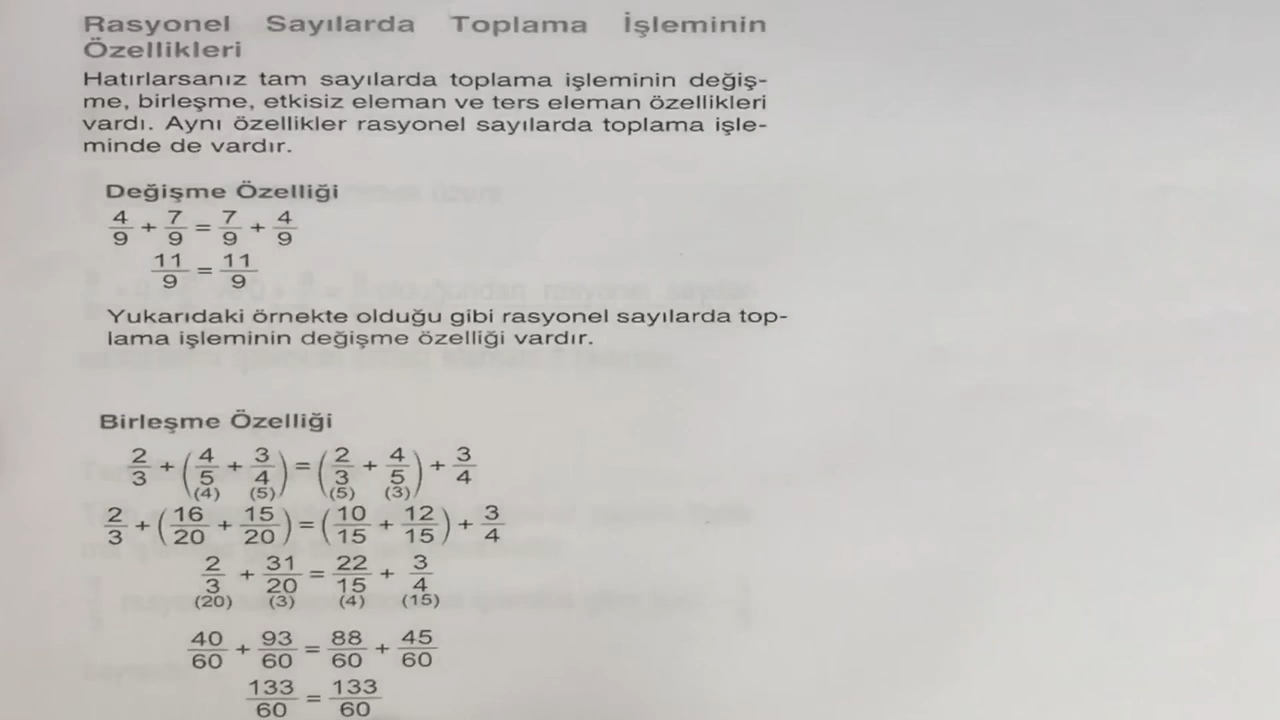 Rasyonel Sayılarda Toplama İşleminin
Özellikleri
Hatırlarsanız tam sayılarda toplama işleminin değiş-
me, birleşme, etkisiz eleman ve ters eleman özellikleri
vardı. Aynı özellikler rasyonel sayılarda toplama işle-
minde de vardır.
Değişme Özelliği
4/9 + 7/9 = 7/9 + 4/9
11/9 = 11/9
Yukarıdaki örnekte olduğu gibi rasyonel sayılarda top-
lama işleminin değişme özelliği vardır.
Birleşme Özelliği
2/3 + (4/5 + 3/4) = (2/3 + 4/5) + 3/4
(4) (5) (5) (3)
2/3 + (16/20 + 15/20) = (10/15 + 12/15) + 3/4
2/3 + 31/20 = 22/15 + 3/4
(20) (3) (4) (15)
40/60 + 93/60 = 88/60 + 45/60
133/60 = 133/60